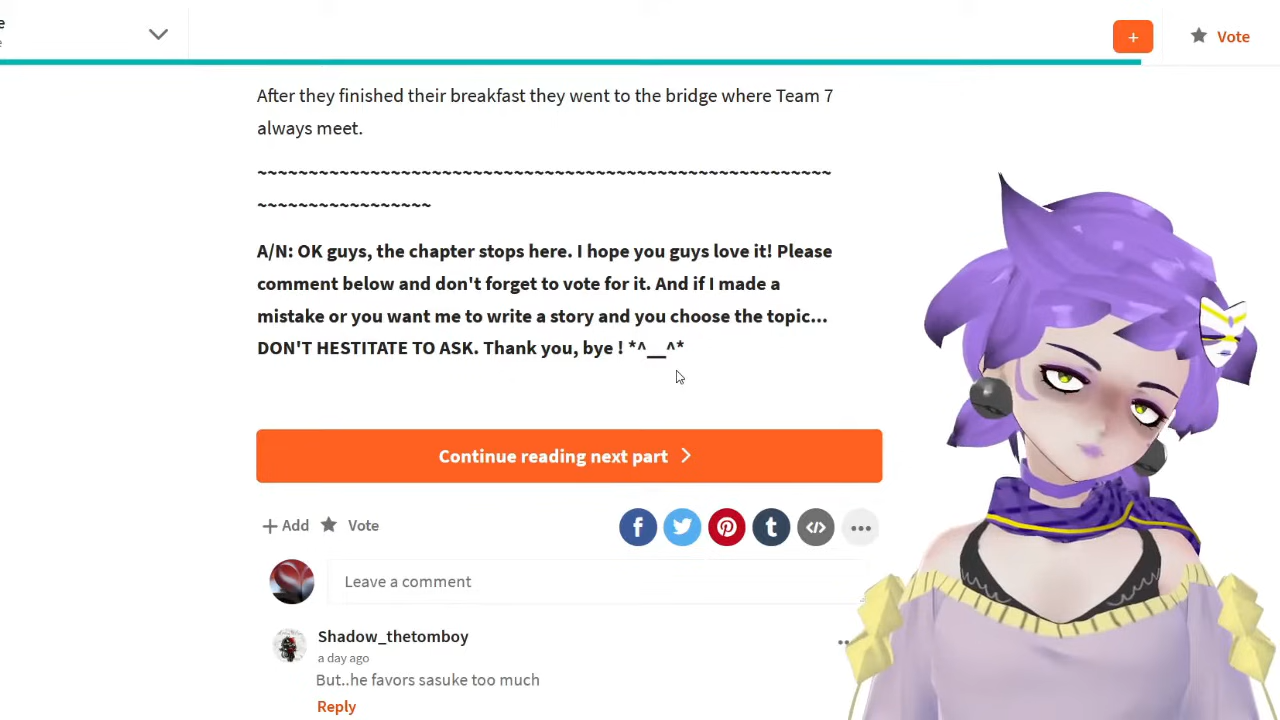 e
e
+
Vote
After they finished their breakfast they went to the bridge where Team 7
always meet.
~~~~~~~~~~~~~~~~~~~~~~~~~~~~~~~~~~~~~~~~~~~~~~~~~~~~~~~~
~~~~~~~~~~~~~~~~~
A/N: OK guys, the chapter stops here. I hope you guys love it! Please
comment below and don't forget to vote for it. And if I made a
mistake or you want me to write a story and you choose the topic...
DON'T HESTITATE TO ASK. Thank you, bye ! *^__^*
Continue reading next part
+ Add Vote
Leave a comment
Shadow_thetomboy
a day ago
But..he favors sasuke too much
Reply